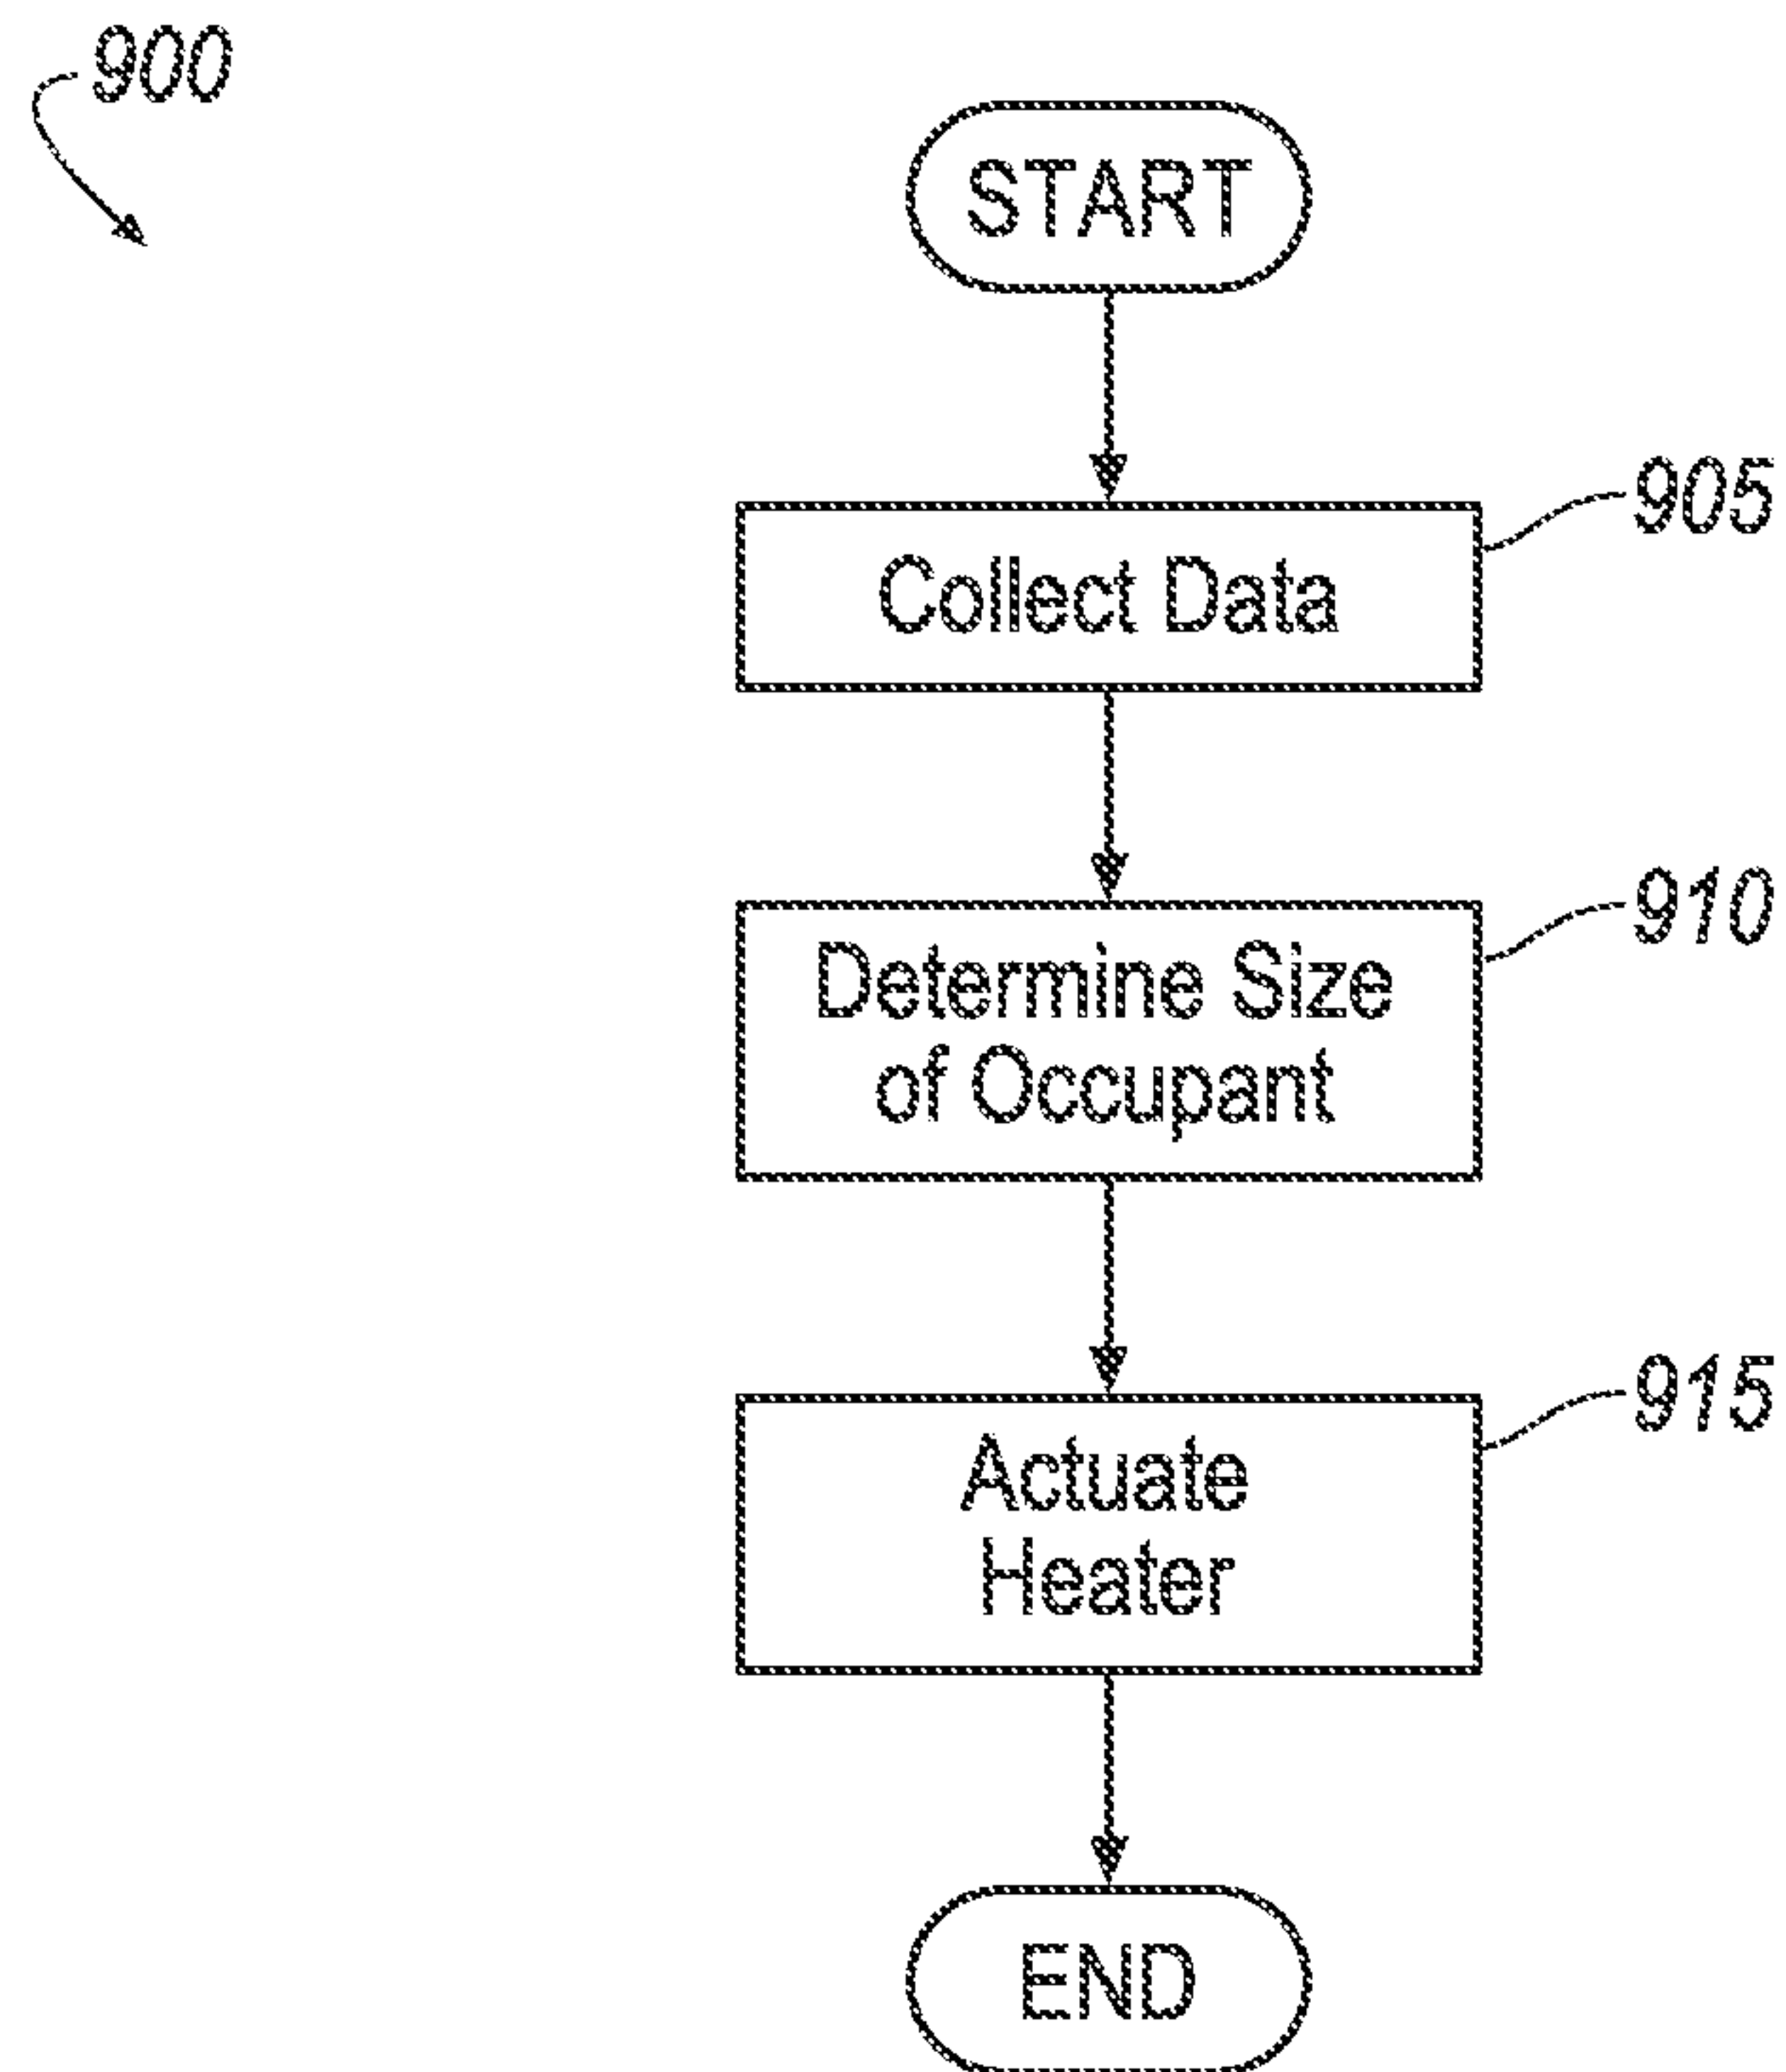 900
START
905
Collect Data
910
Determine Size
of Occupant
915
Actuate
Heater
END